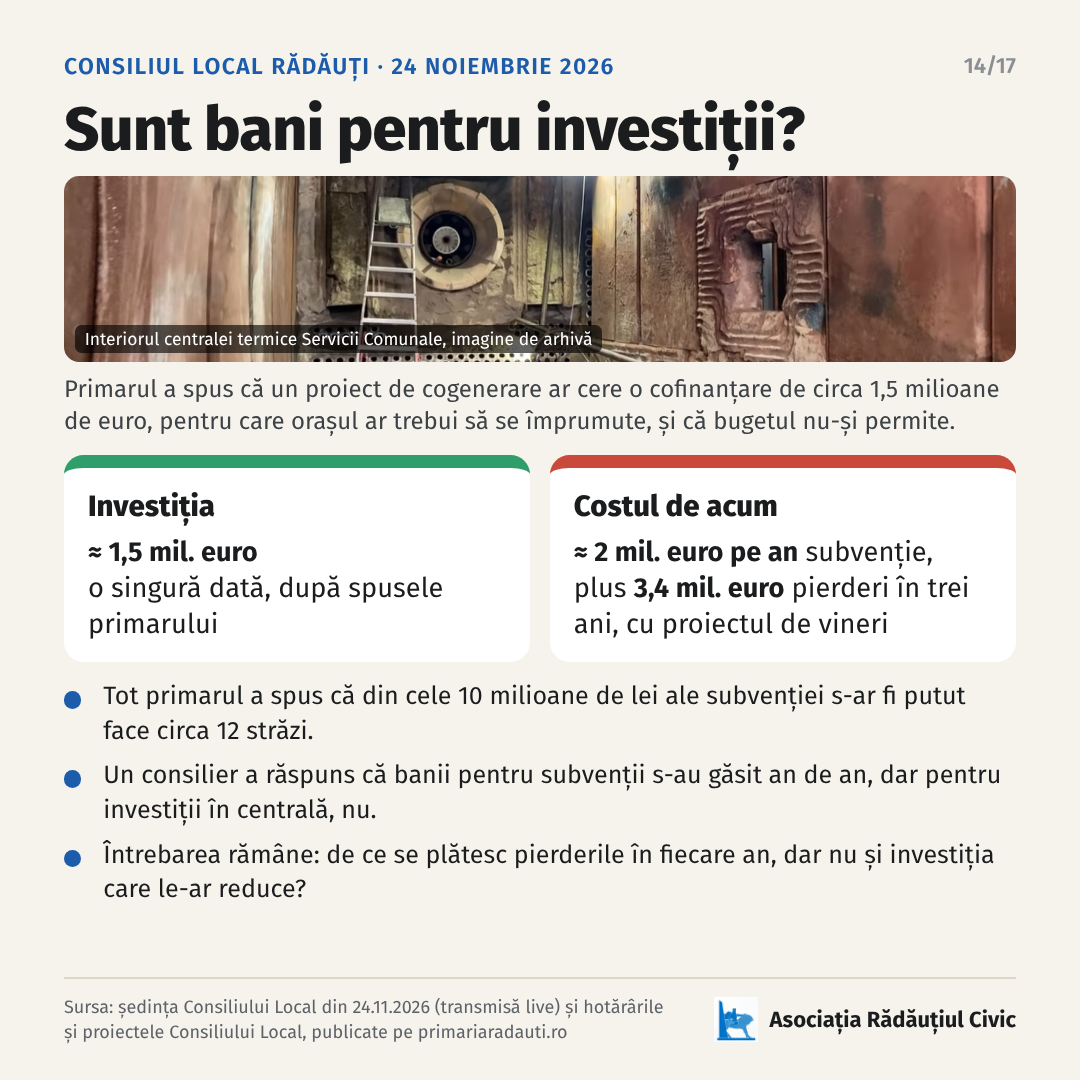 CONSILIUL LOCAL RĂDĂUȚI · 24 NOIEMBRIE 2026
14/17
Sunt bani pentru investiții?
Interiorul centralei termice Servicii Comunale, imagine de arhivă
Primarul a spus că un proiect de cogenerare ar cere o cofinanțare de circa 1,5 milioane
de euro, pentru care orașul ar trebui să se împrumute, și că bugetul nu-și permite.
Investiția
≈ 1,5 mil. euro
o singură dată, după spusele
primarului
Costul de acum
≈ 2 mil. euro pe an subvenție,
plus 3,4 mil. euro pierderi în trei
ani, cu proiectul de vineri
Tot primarul a spus că din cele 10 milioane de lei ale subvenției s-ar fi putut
face circa 12 străzi.
Un consilier a răspuns că banii pentru subvenții s-au găsit an de an, dar pentru
investiții în centrală, nu.
Întrebarea rămâne: de ce se plătesc pierderile în fiecare an, dar nu și investiția
care le-ar reduce?
Sursa: ședința Consiliului Local din 24.11.2026 (transmisă live) și hotărârile
și proiectele Consiliului Local, publicate pe primariaradauti.ro
Asociația Rădăuțiul Civic